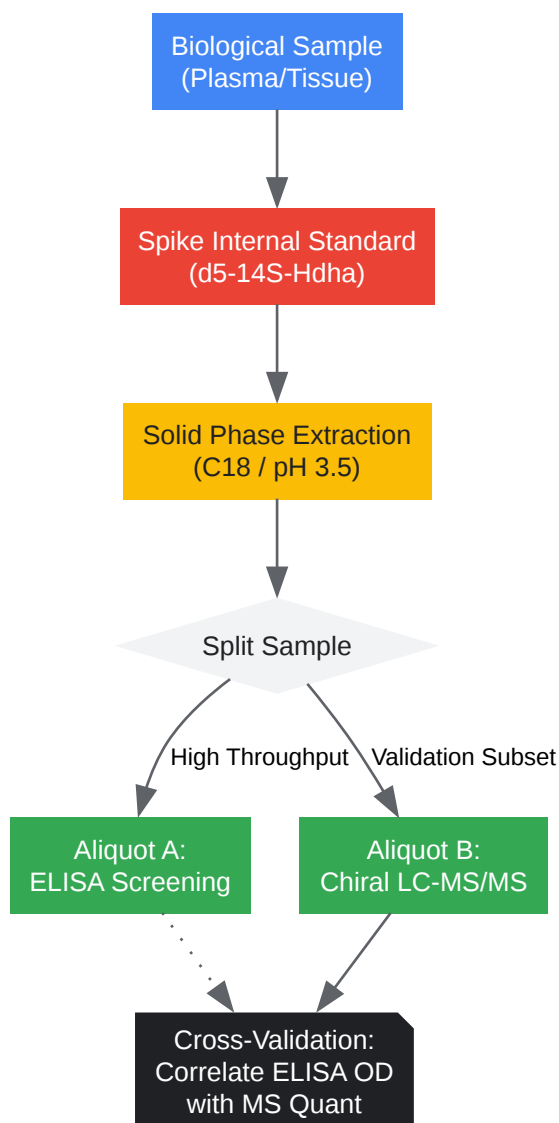 Biological Sample
(Plasma/Tissue)
Spike Internal Standard
(d5-14S-Hdha)
Solid Phase Extraction
(C18 / pH 3.5)
Split Sample
High Throughput
Validation Subset
Aliquot A:
ELISA Screening
Aliquot B:
Chiral LC-MS/MS
Cross-Validation:
Correlate ELISA OD
with MS Quant